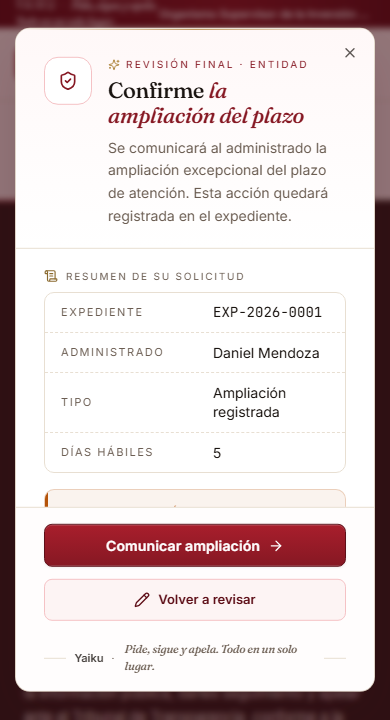 REVISIÓN FINAL · ENTIDAD
Confirme la
ampliación del plazo
Se comunicará al administrado la
ampliación excepcional del plazo
de atención. Esta acción quedará
registrada en el expediente.
RESUMEN DE SU SOLICITUD
EXPEDIENTE EXP-2026-0001
ADMINISTRADO Daniel Mendoza
TIPO Ampliación
registrada
DÍAS HÁBILES 5
Comunicar ampliación →
Volver a revisar
Yaiku · Pide, sigue y apela. Todo en un solo
lugar.